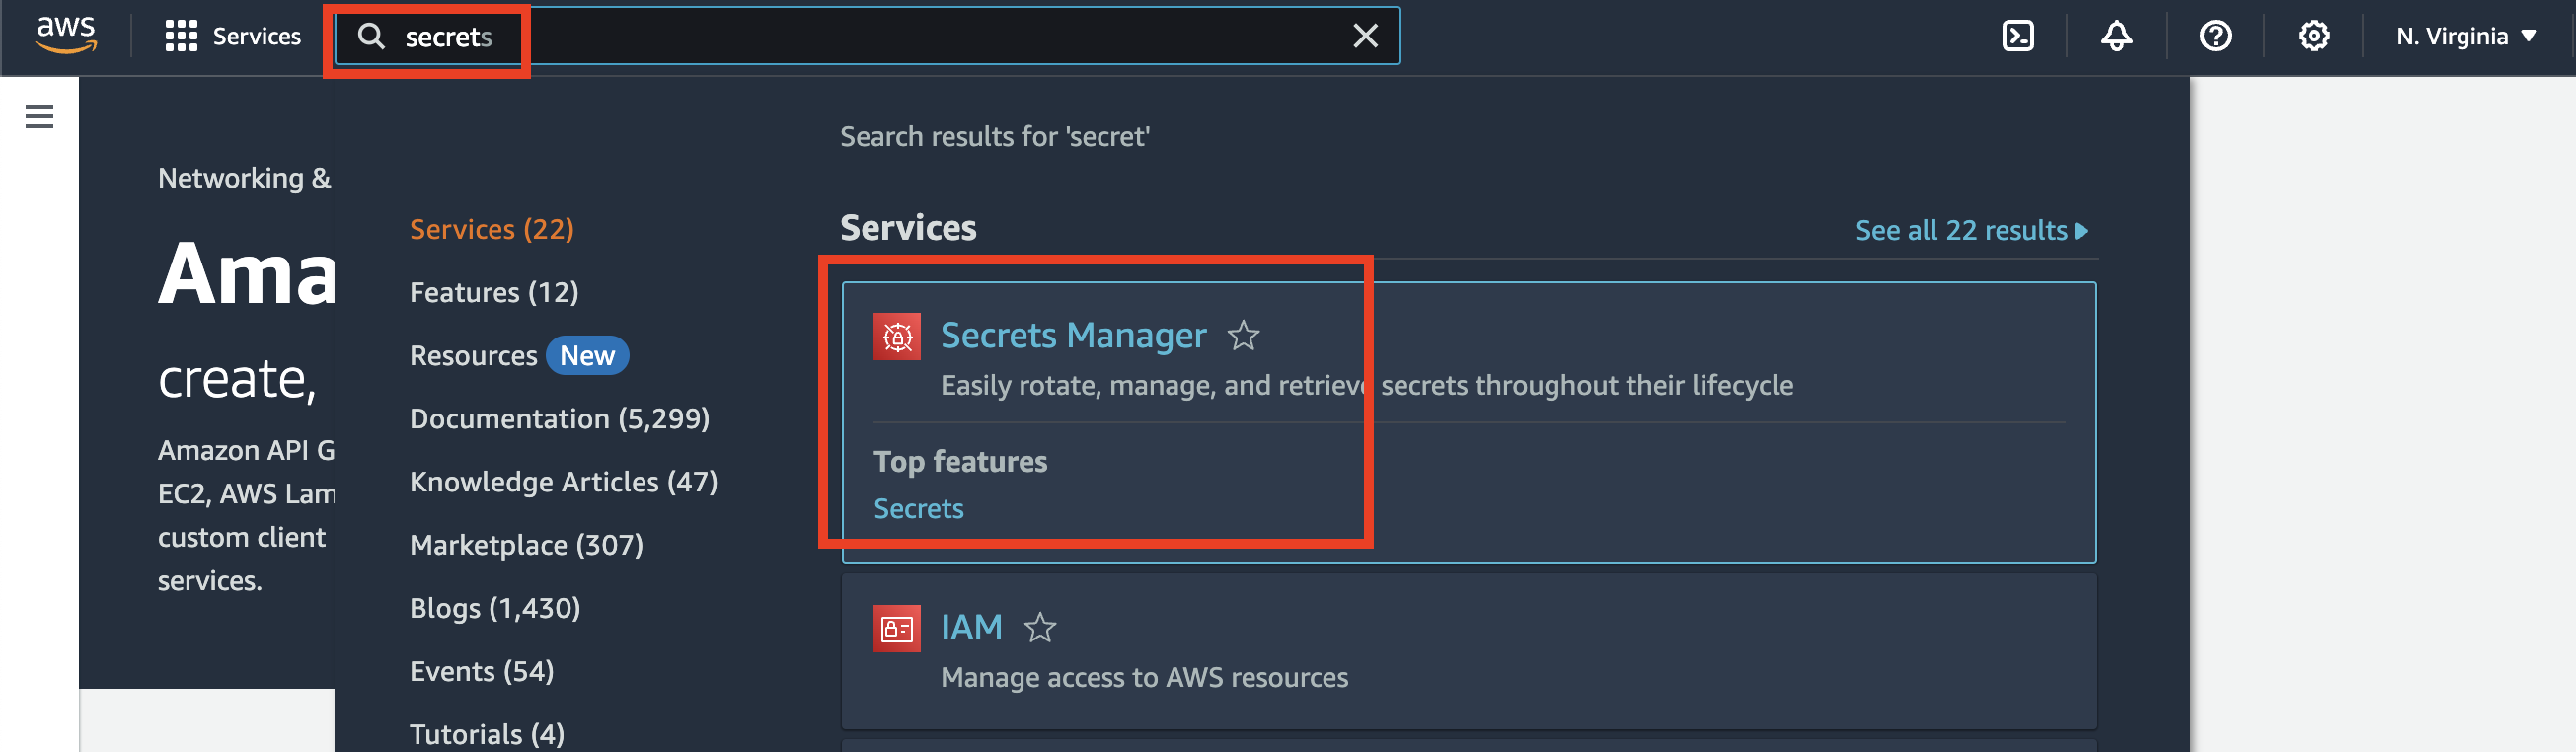 aws
Services
secrets
N. Virginia
Networking &
Ama
create,
Amazon API G
EC2, AWS Lam
custom client
services.
Services (22)
Features (12)
Resources New
Documentation (5,299)
Knowledge Articles (47)
Marketplace (307)
Blogs (1,430)
Events (54)
Tutorials (4)
Search results for 'secret'
Services
See all 22 results
Secrets Manager
Easily rotate, manage, and retrieve secrets throughout their lifecycle
Top features
Secrets
IAM
Manage access to AWS resources